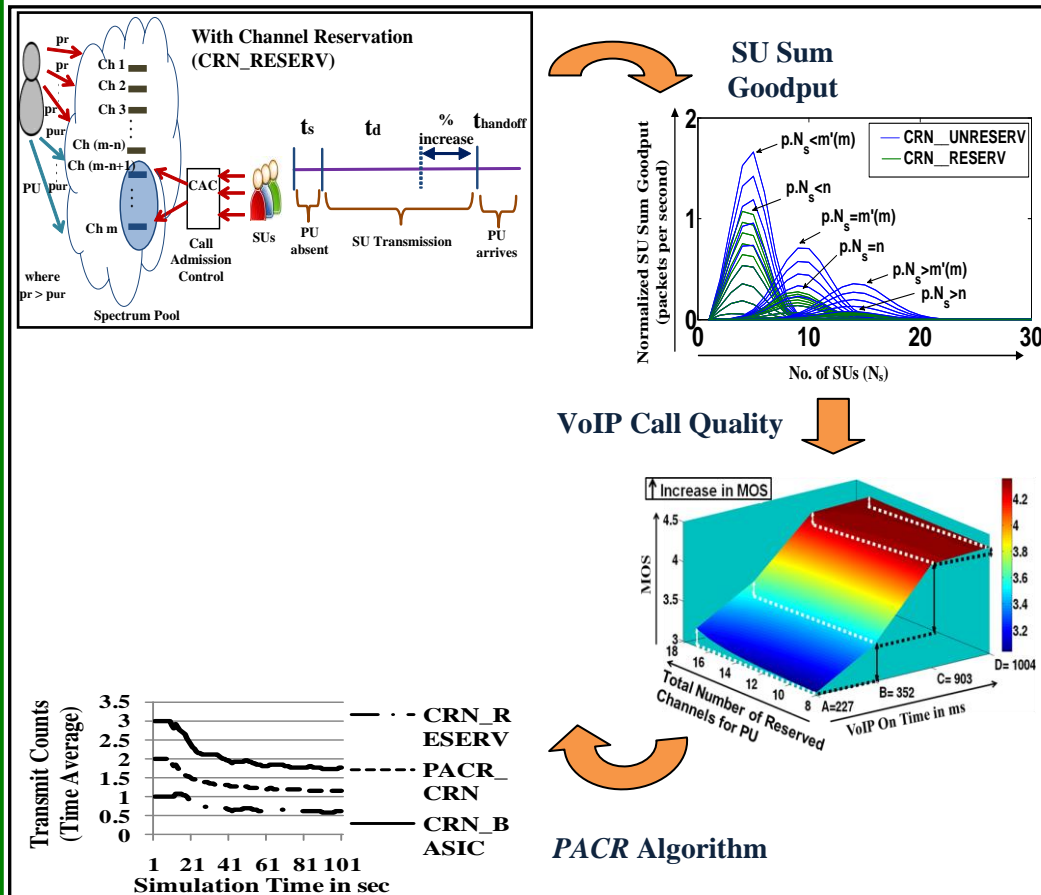 With Channel Reservation
(CRN_RESERV)
pr
pr
pr
pur
pur
PU
Ch 1
Ch 2
Ch 3
Ch (m-n)
Ch (m-n+1)
Ch m
where
pr > pur
Spectrum Pool
CAC
Call
Admission
Control
SUs
ts
td
%
increase
thandoff
PU
absent
SU Transmission
PU
arrives
SU Sum
Goodput
Normalized SU Sum Goodput
(packets per second)
2
1
0
0
10
20
30
No. of SUs (Ns)
CRN__UNRESERV
CRN__RESERV
p.Ns<m'(m)
p.Ns<n
p.Ns=m'(m)
p.Ns=n
p.Ns>m'(m)
p.Ns>n
VoIP Call Quality
Increase in MOS
MOS
4.5
4
3.5
3
18
16
14
12
10
8
Total Number of Reserved
Channels for PU
A=227
B= 352
C= 903
D= 1004
VoIP On Time in ms
4.2
4
3.8
3.6
3.4
3.2
PACR Algorithm
Transmit Counts
(Time Average)
3.5
3
2.5
2
1.5
1
0.5
0
1 21 41 61 81 101
Simulation Time in sec
CRN_R
ESERV
PACR_
CRN
CRN_B
ASIC